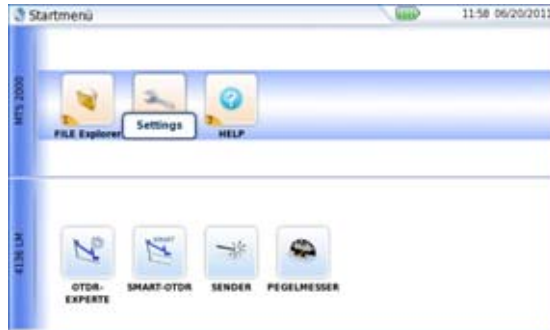 Startmenü
11:58 06/20/2011
MTS 2000
FILE Explorer
Settings
HELP
4136 LM
SMART
OTDR-
EXPERTE
SMART-OTDR
SENDER
PEGELMESSER